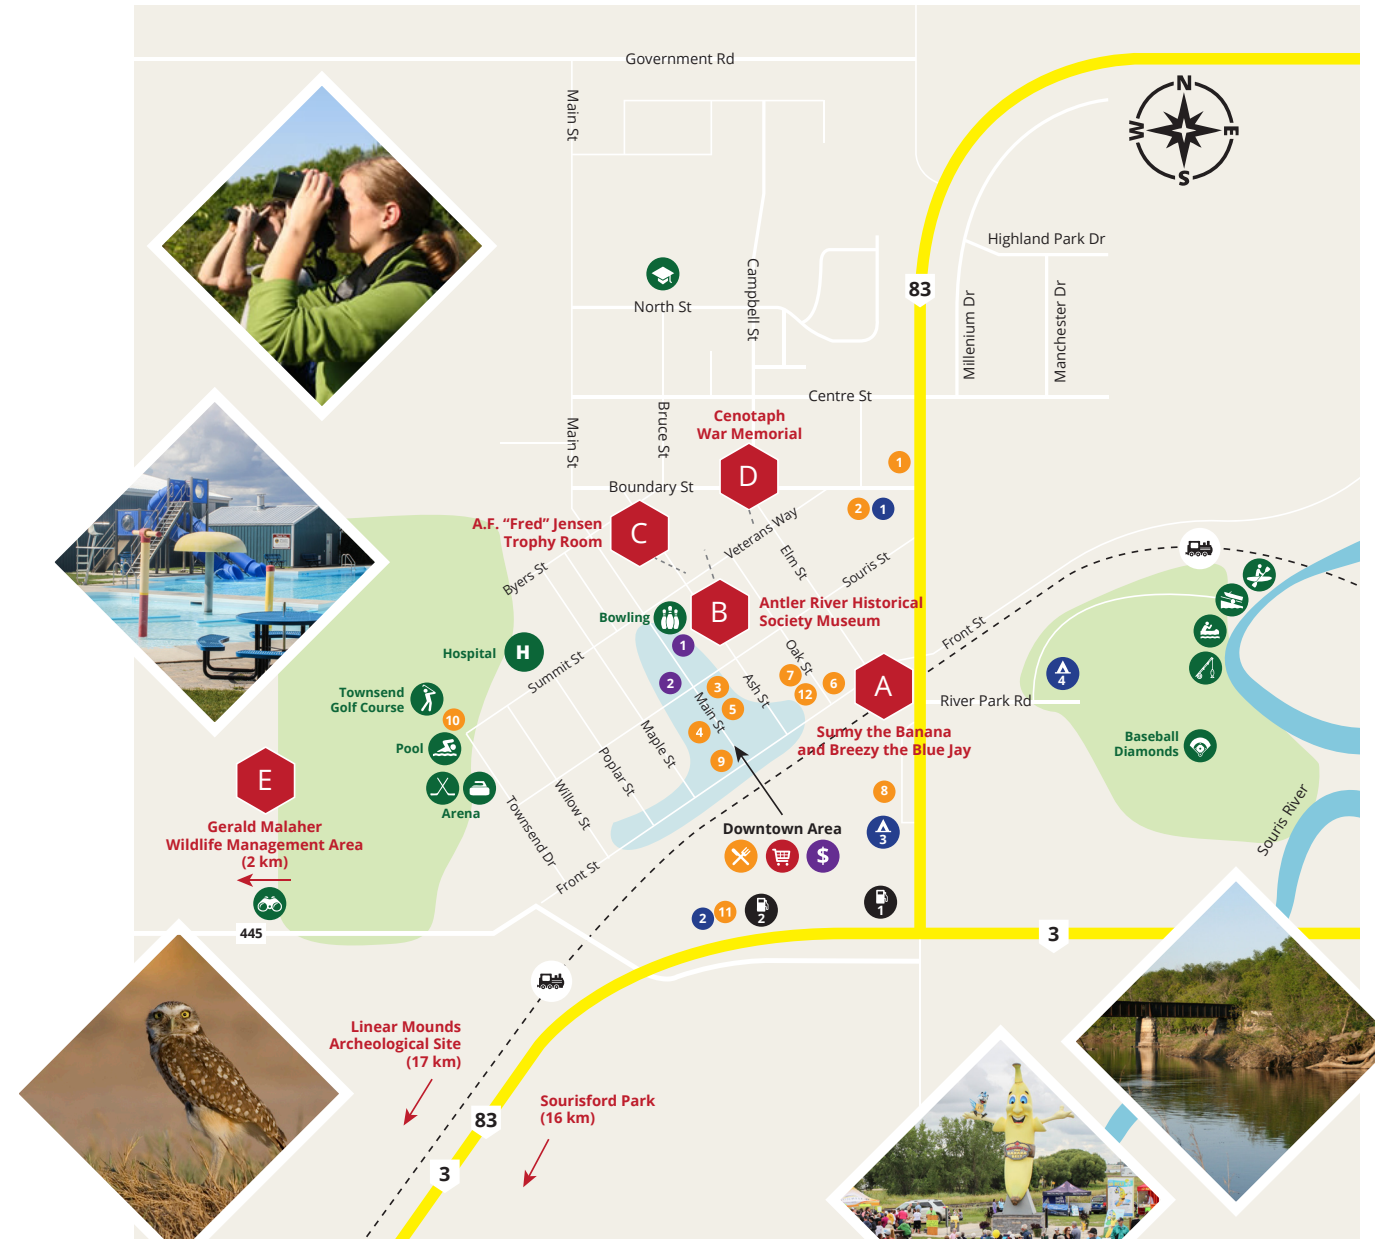 Government Rd
N
W
E
S
Main St
Highland Park Dr
83
North St
Campbell St
Millenium Dr
Manchester Dr
Centre St
Main St
Bruce St
Cenotaph
War Memorial
D
1
Boundary St
2
1
A.F. “Fred” Jensen
Trophy Room
C
Veterans Way
Elm St
Souris St
Byers St
Bowling
B
Antler River Historical
Society Museum
1
Front St
Hospital
H
Summit St
Oak St
2
3
7
12
6
A
4
Townsend
Golf Course
10
Main St
5
Ash St
River Park Rd
Sunny the Banana
and Breezy the Blue Jay
Pool
4
9
Maple St
Poplar St
Willow St
Townsend Dr
Baseball
Diamonds
E
Arena
8
Gerald Malaher
Wildlife Management Area
(2 km)
Downtown Area
$
3
Souris River
Front St
2
11
2
1
445
3
Linear Mounds
Archeological Site
(17 km)
Sourisford Park
(16 km)
83
3